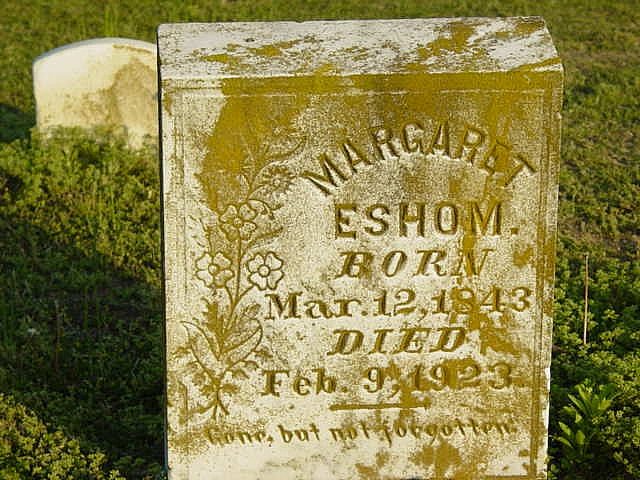 MARGARET
ESHOM.
BORN
Mar. 12, 1843
DIED
Feb. 9, 1923.
Gone, but not forgotten.